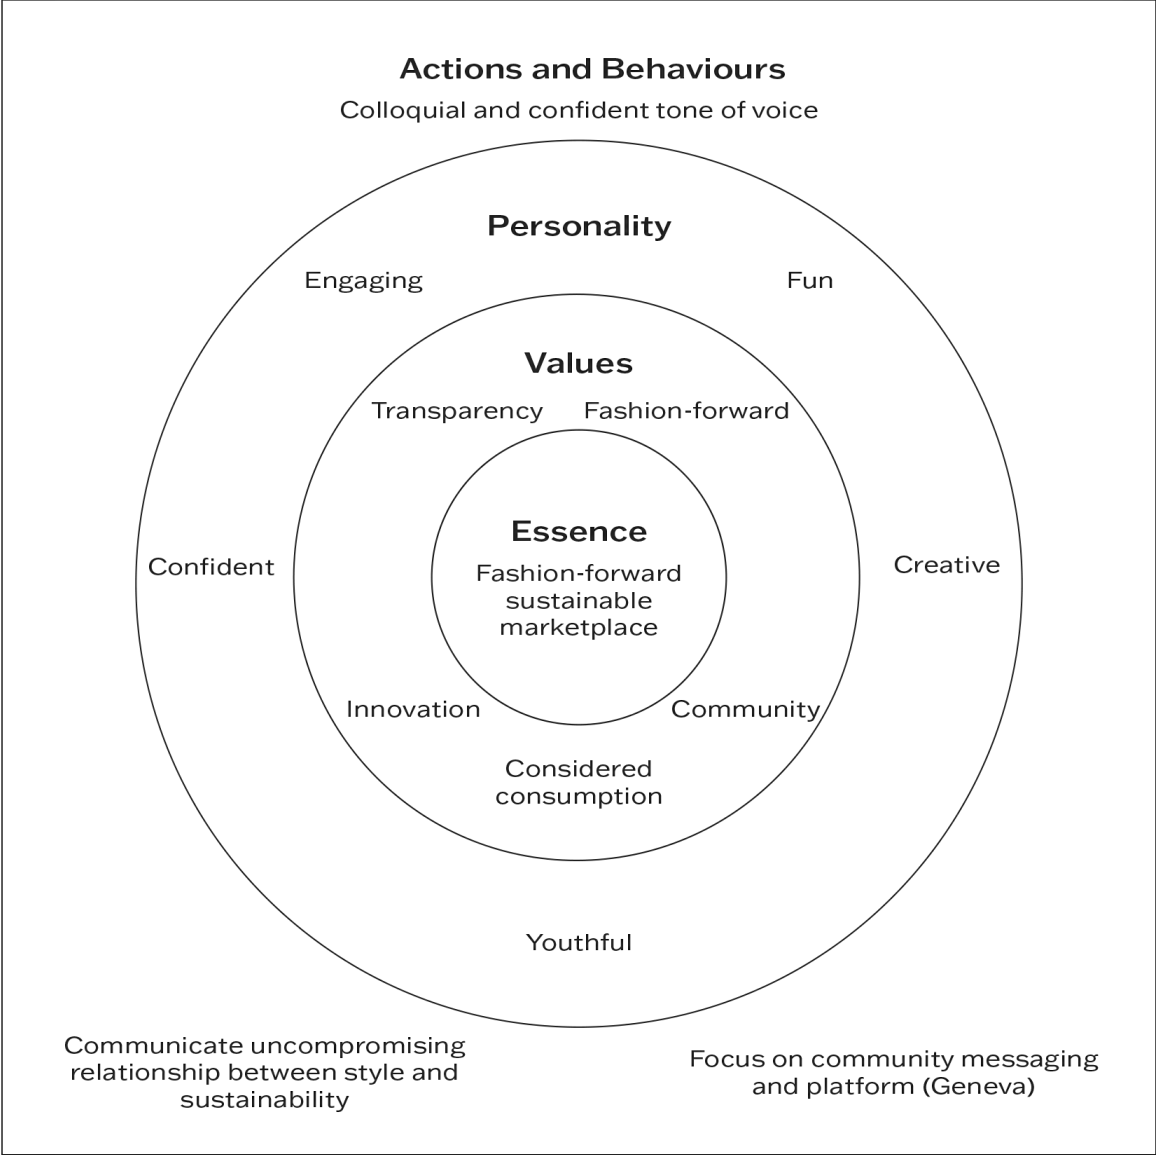 Actions and Behaviours
Colloquial and confident tone of voice
Personality
Engaging
Fun
Values
Transparency
Fashion-forward
Essence
Fashion-forward
sustainable
marketplace
Confident
Creative
Innovation
Community
Considered
consumption
Youthful
Communicate uncompromising
relationship between style and
sustainability
Focus on community messaging
and platform (Geneva)